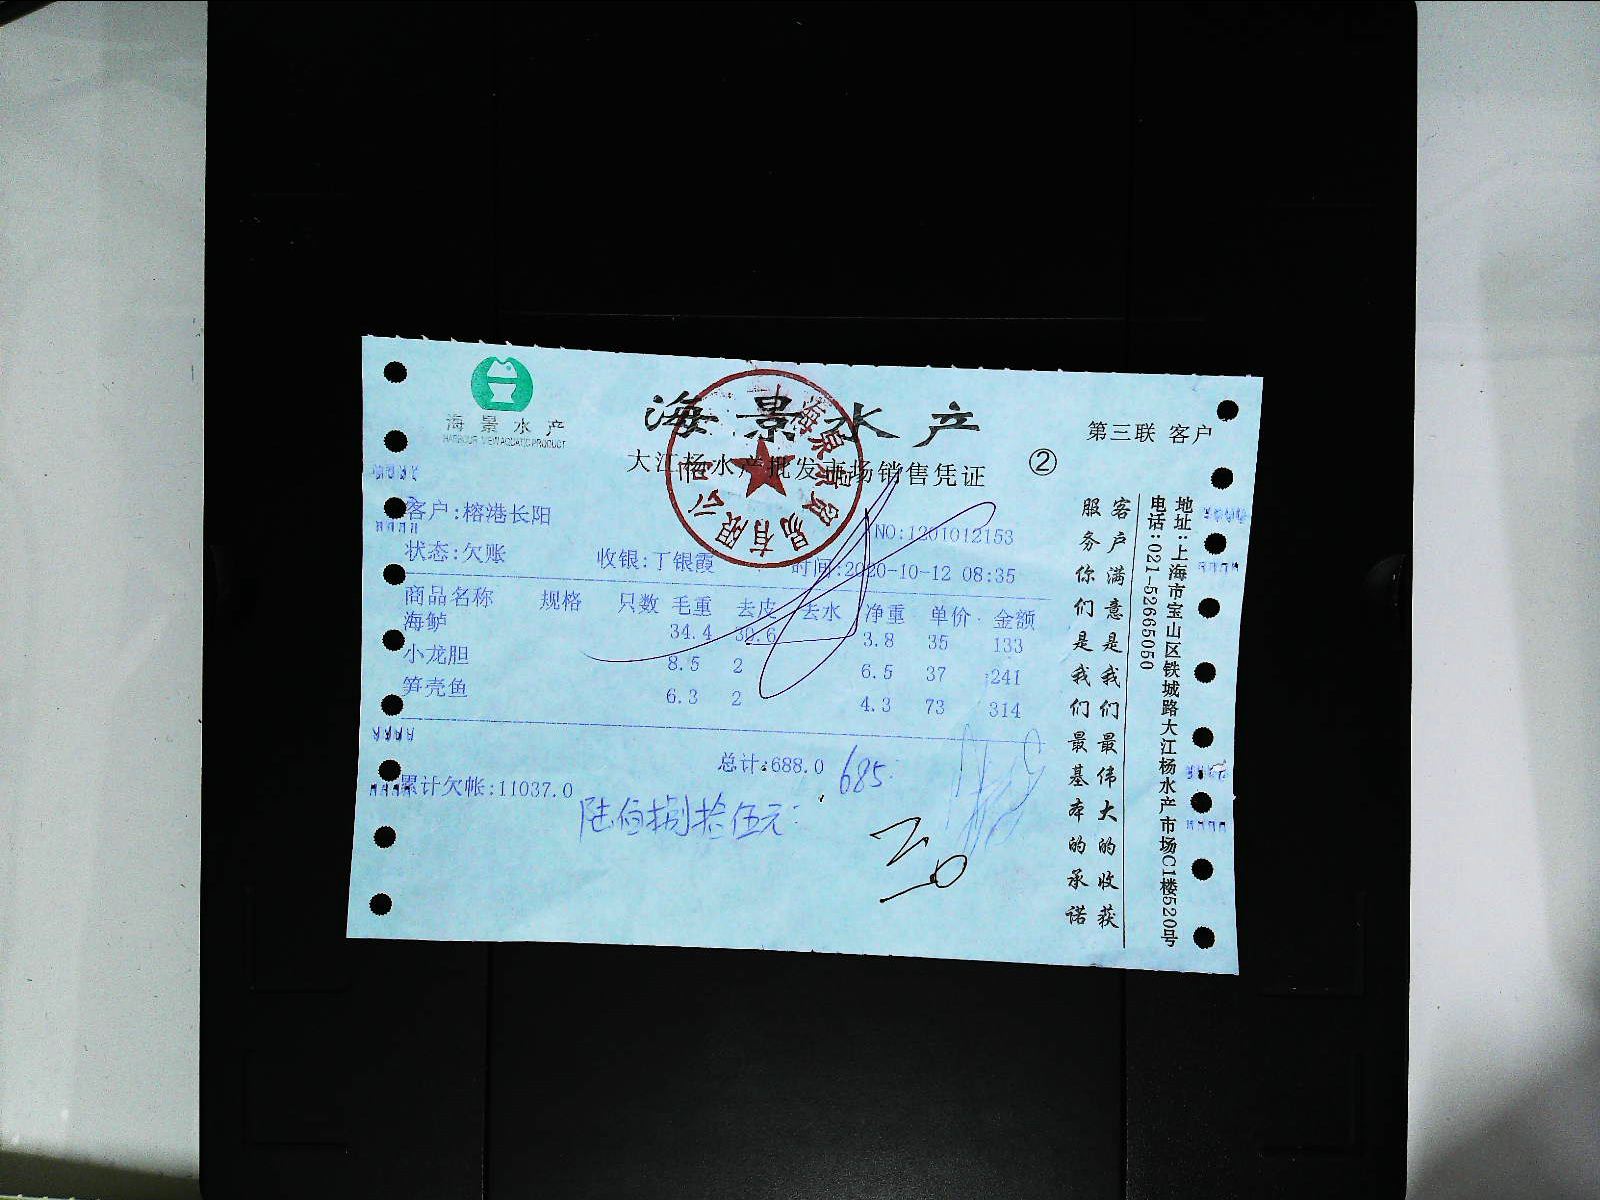 海景水产
HARBOUR VIEW AQUATIC PRODUCT
海景水产
第三联 客户
大江杨水产批发市场销售凭证
②
客户:榕港长阳
NO:1201012153
状态:欠账 收银:丁银霞 时间:2020-10-12 08:35
商品名称 规格 只数 毛重 去皮 去水 净重 单价 金额
海鲈 34.4 30.6 3.8 35 133
小龙胆 8.5 2 6.5 37 241
笋壳鱼 6.3 2 4.3 73 314
总计:688.0 685
累计欠帐:11037.0
陆佰捌拾伍元
客户满意是我们最伟大的收获
服务你们是我们最基本的承诺
地址:上海市宝山区铁城路大江杨水产市场C1楼520号
电话:021-52665050